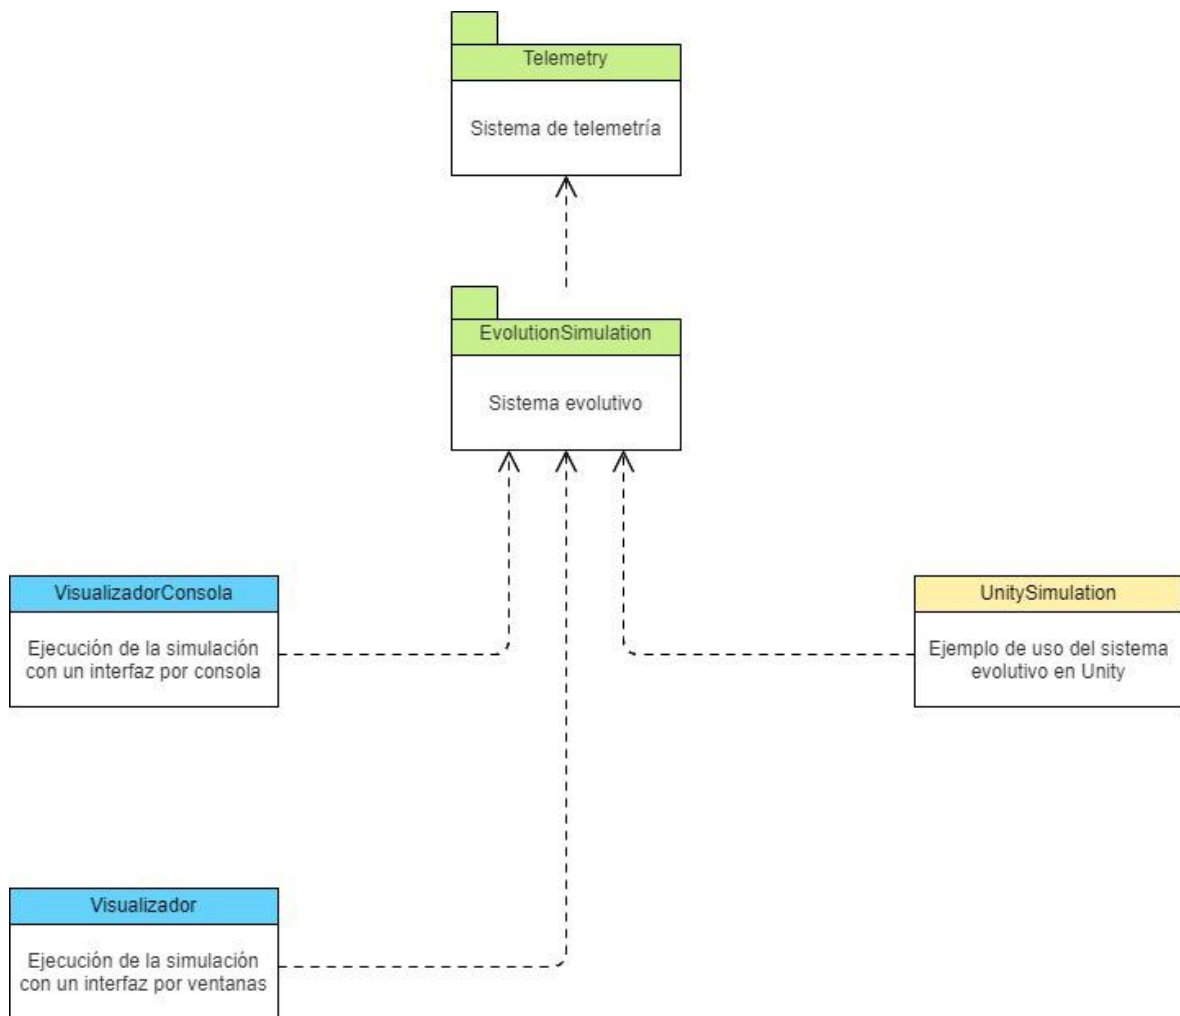 Telemetry
Sistema de telemetría
EvolutionSimulation
Sistema evolutivo
VisualizadorConsola
Ejecución de la simulación
con un interfaz por consola
UnitySimulation
Ejemplo de uso del sistema
evolutivo en Unity
Visualizador
Ejecución de la simulación
con un interfaz por ventanas